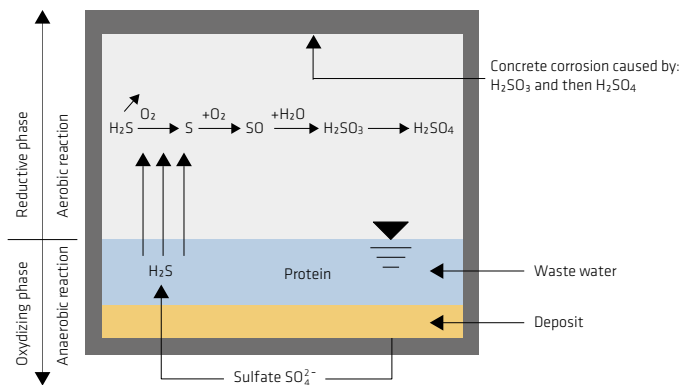 Concrete corrosion caused by:
H₂SO₃ and then H₂SO₄
Reductive phase
Aerobic reaction
O₂
+O₂
+H₂O
H₂S
S
SO
H₂SO₃
H₂SO₄
Oxydizing phase
Anaerobic reaction
H₂S
Protein
Waste water
Deposit
Sulfate SO₄²⁻